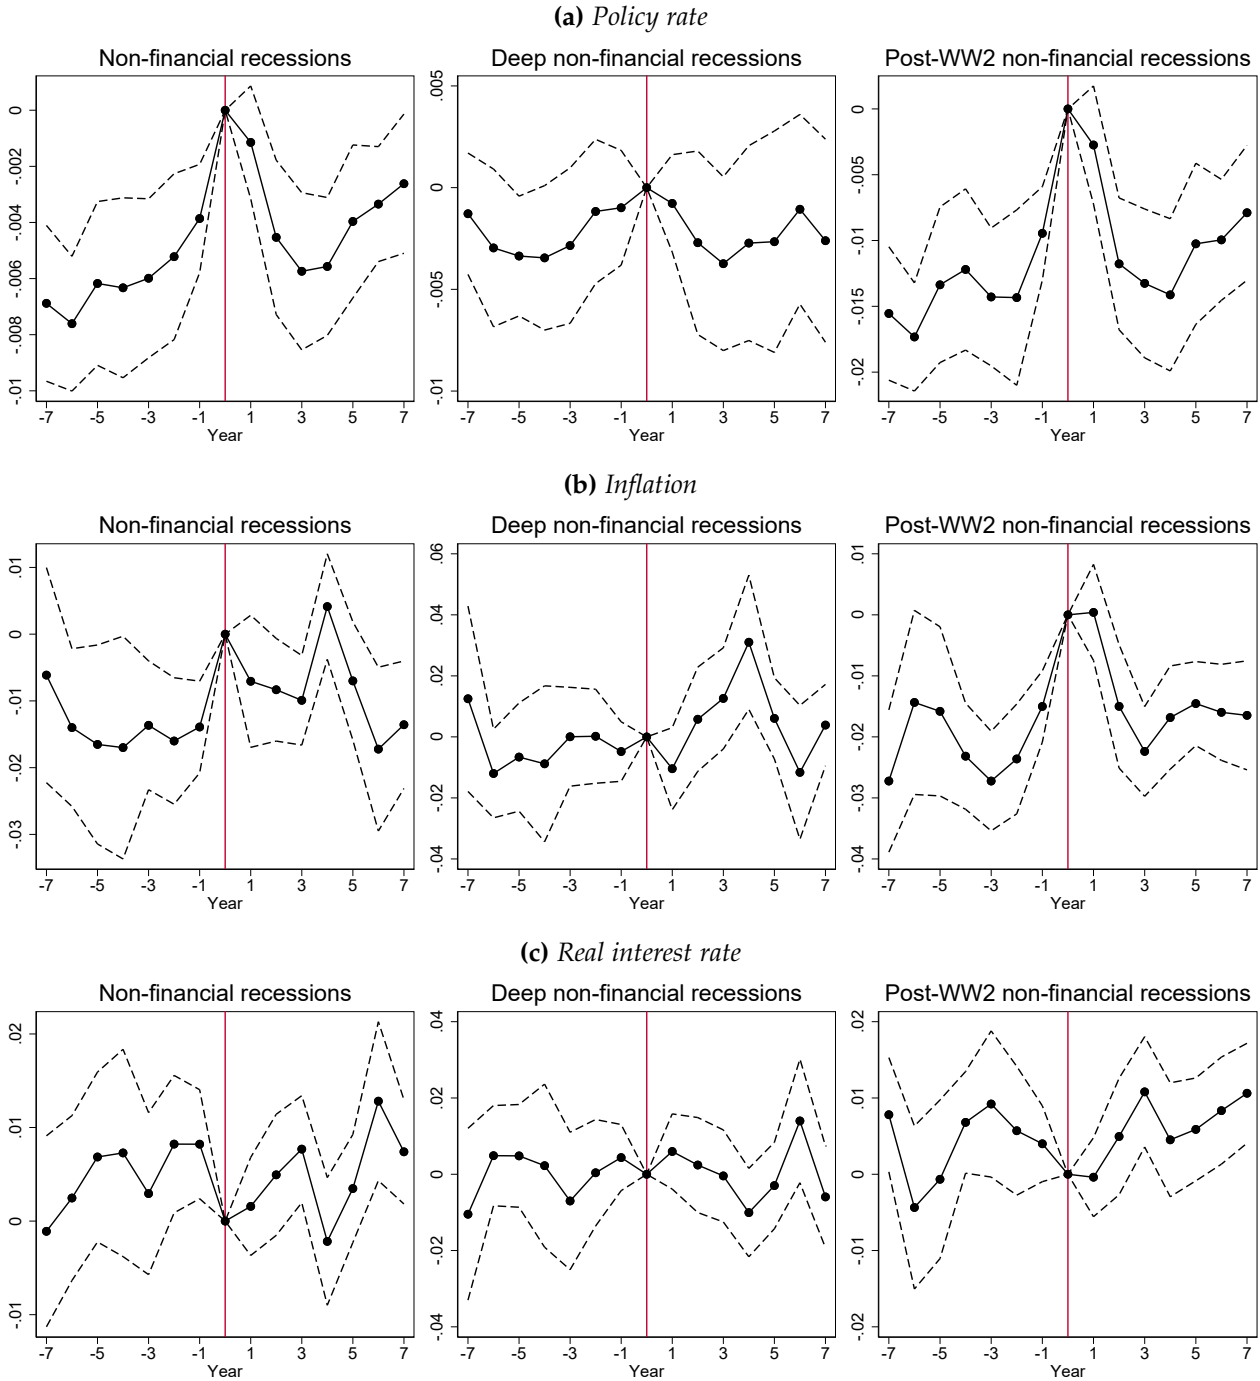 (a) Policy rate
Non-financial recessions
Deep non-financial recessions
Post-WW2 non-financial recessions
0
-.002
-.004
-.006
-.008
-.01
-7 -5 -3 -1 1 3 5 7
Year
.005
0
-.005
-.01
-7 -5 -3 -1 1 3 5 7
Year
0
-.005
-.01
-.015
-.02
-7 -5 -3 -1 1 3 5 7
Year
(b) Inflation
Non-financial recessions
Deep non-financial recessions
Post-WW2 non-financial recessions
.01
0
-.01
-.02
-.03
-7 -5 -3 -1 1 3 5 7
Year
.06
.04
.02
0
-.02
-.04
-7 -5 -3 -1 1 3 5 7
Year
.01
0
-.01
-.02
-.03
-.04
-7 -5 -3 -1 1 3 5 7
Year
(c) Real interest rate
Non-financial recessions
Deep non-financial recessions
Post-WW2 non-financial recessions
.02
.01
0
-.01
-7 -5 -3 -1 1 3 5 7
Year
.04
.02
0
-.02
-.04
-7 -5 -3 -1 1 3 5 7
Year
.02
.01
0
-.01
-.02
-7 -5 -3 -1 1 3 5 7
Year